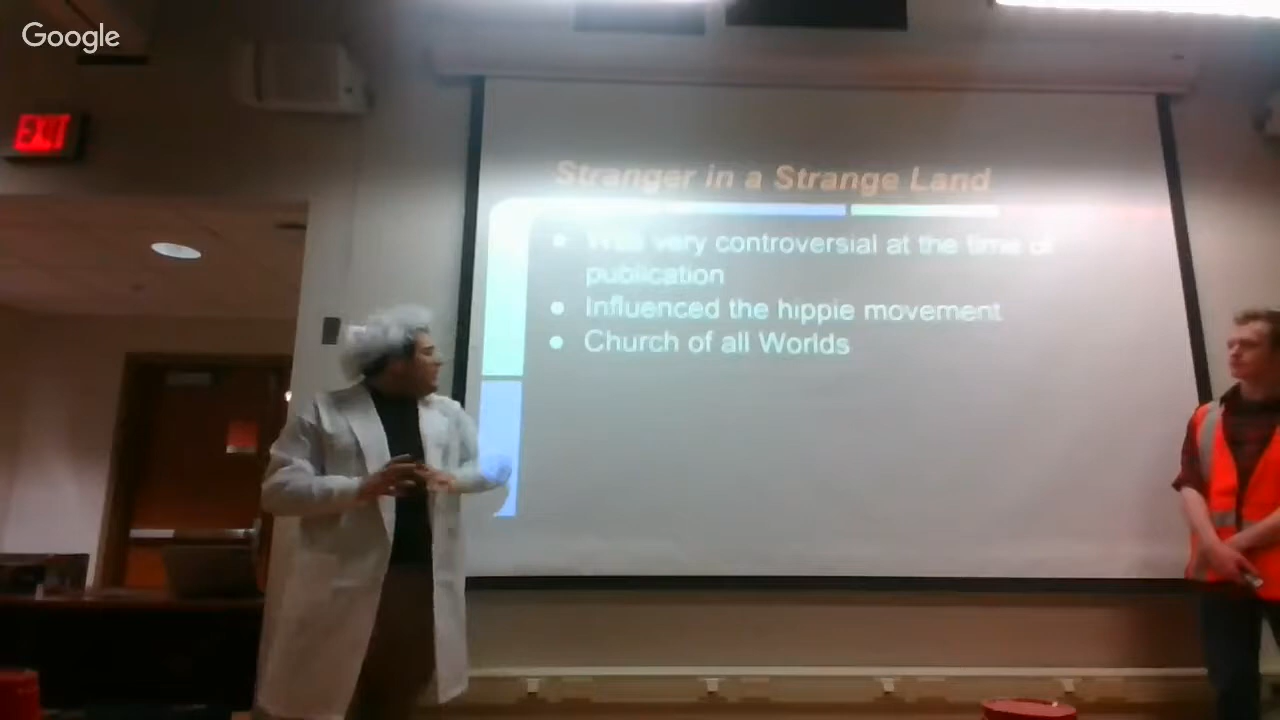 Google
EXIT
Stranger in a Strange Land
Was very controversial at the time of
publication
Influenced the hippie movement
Church of all Worlds